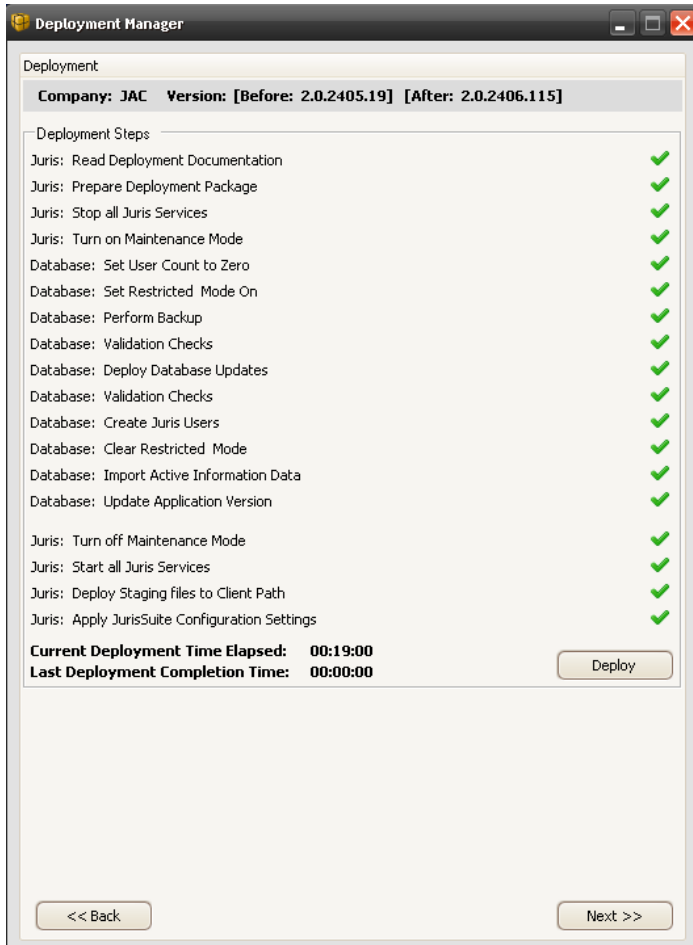 Deployment Manager
Deployment
Company: JAC Version: [Before: 2.0.2405.19] [After: 2.0.2406.115]
Deployment Steps
Juris: Read Deployment Documentation
Juris: Prepare Deployment Package
Juris: Stop all Juris Services
Juris: Turn on Maintenance Mode
Database: Set User Count to Zero
Database: Set Restricted Mode On
Database: Perform Backup
Database: Validation Checks
Database: Deploy Database Updates
Database: Validation Checks
Database: Create Juris Users
Database: Clear Restricted Mode
Database: Import Active Information Data
Database: Update Application Version
Juris: Turn off Maintenance Mode
Juris: Start all Juris Services
Juris: Deploy Staging files to Client Path
Juris: Apply JurisSuite Configuration Settings
Current Deployment Time Elapsed: 00:19:00
Last Deployment Completion Time: 00:00:00
Deploy
<< Back
Next >>